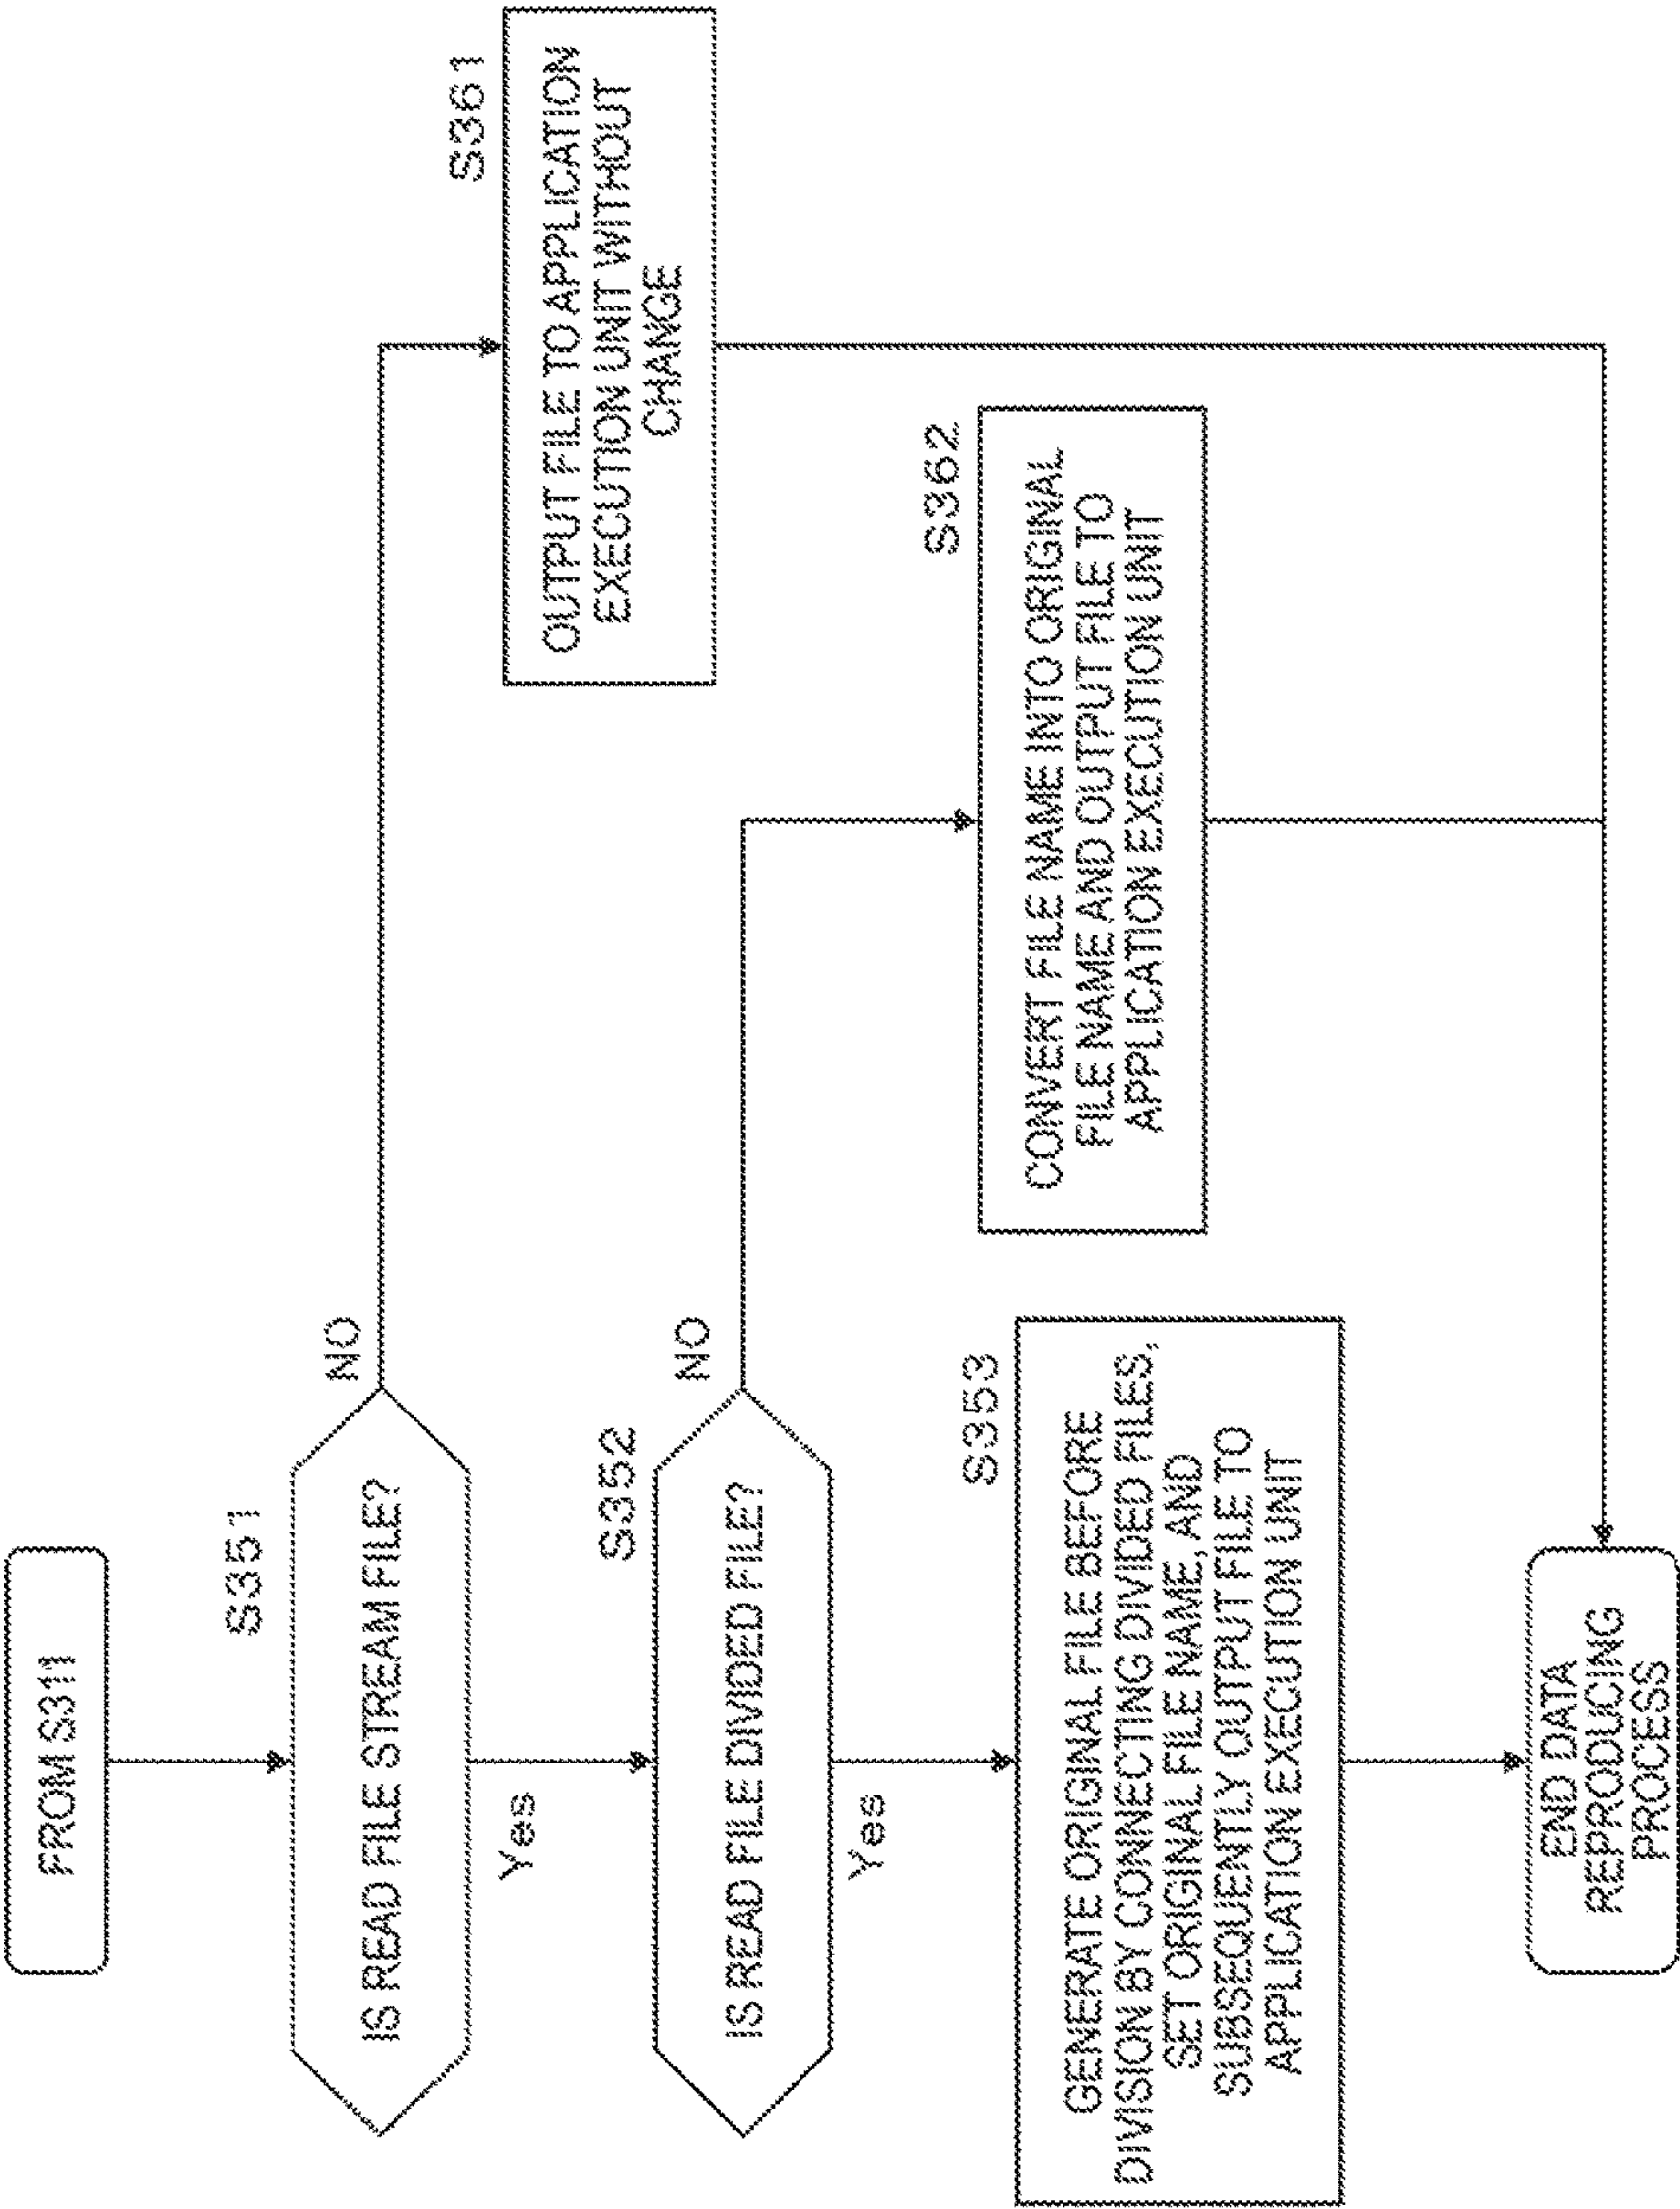 FROM S311
S351
IS READ FILE STREAM FILE?
NO
Yes
S361
OUTPUT FILE TO APPLICATION
EXECUTION UNIT WITHOUT
CHANGE
S352
IS READ FILE DIVIDED FILE?
NO
Yes
S362
CONVERT FILE NAME INTO ORIGINAL
FILE NAME AND OUTPUT FILE TO
APPLICATION EXECUTION UNIT
S353
GENERATE ORIGINAL FILE BEFORE
DIVISION BY CONNECTING DIVIDED FILES,
SET ORIGINAL FILE NAME, AND
SUBSEQUENTLY OUTPUT FILE TO
APPLICATION EXECUTION UNIT
END DATA
REPRODUCING
PROCESS